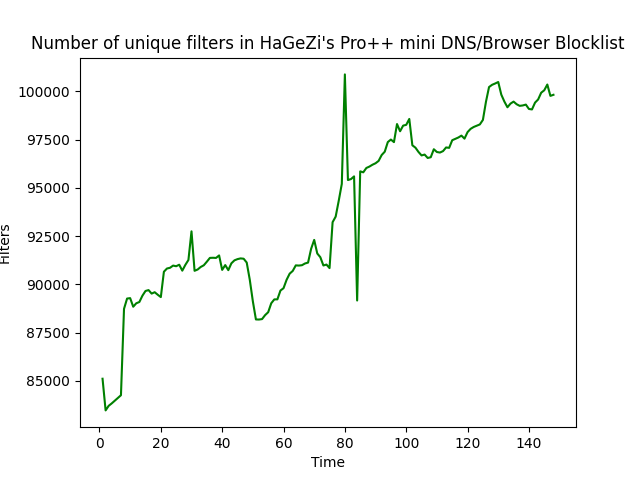 Number of unique filters in HaGeZi's Pro++ mini DNS/Browser Blocklist
100000
97500
95000
92500
90000
87500
85000
Filters
0 20 40 60 80 100 120 140
Time